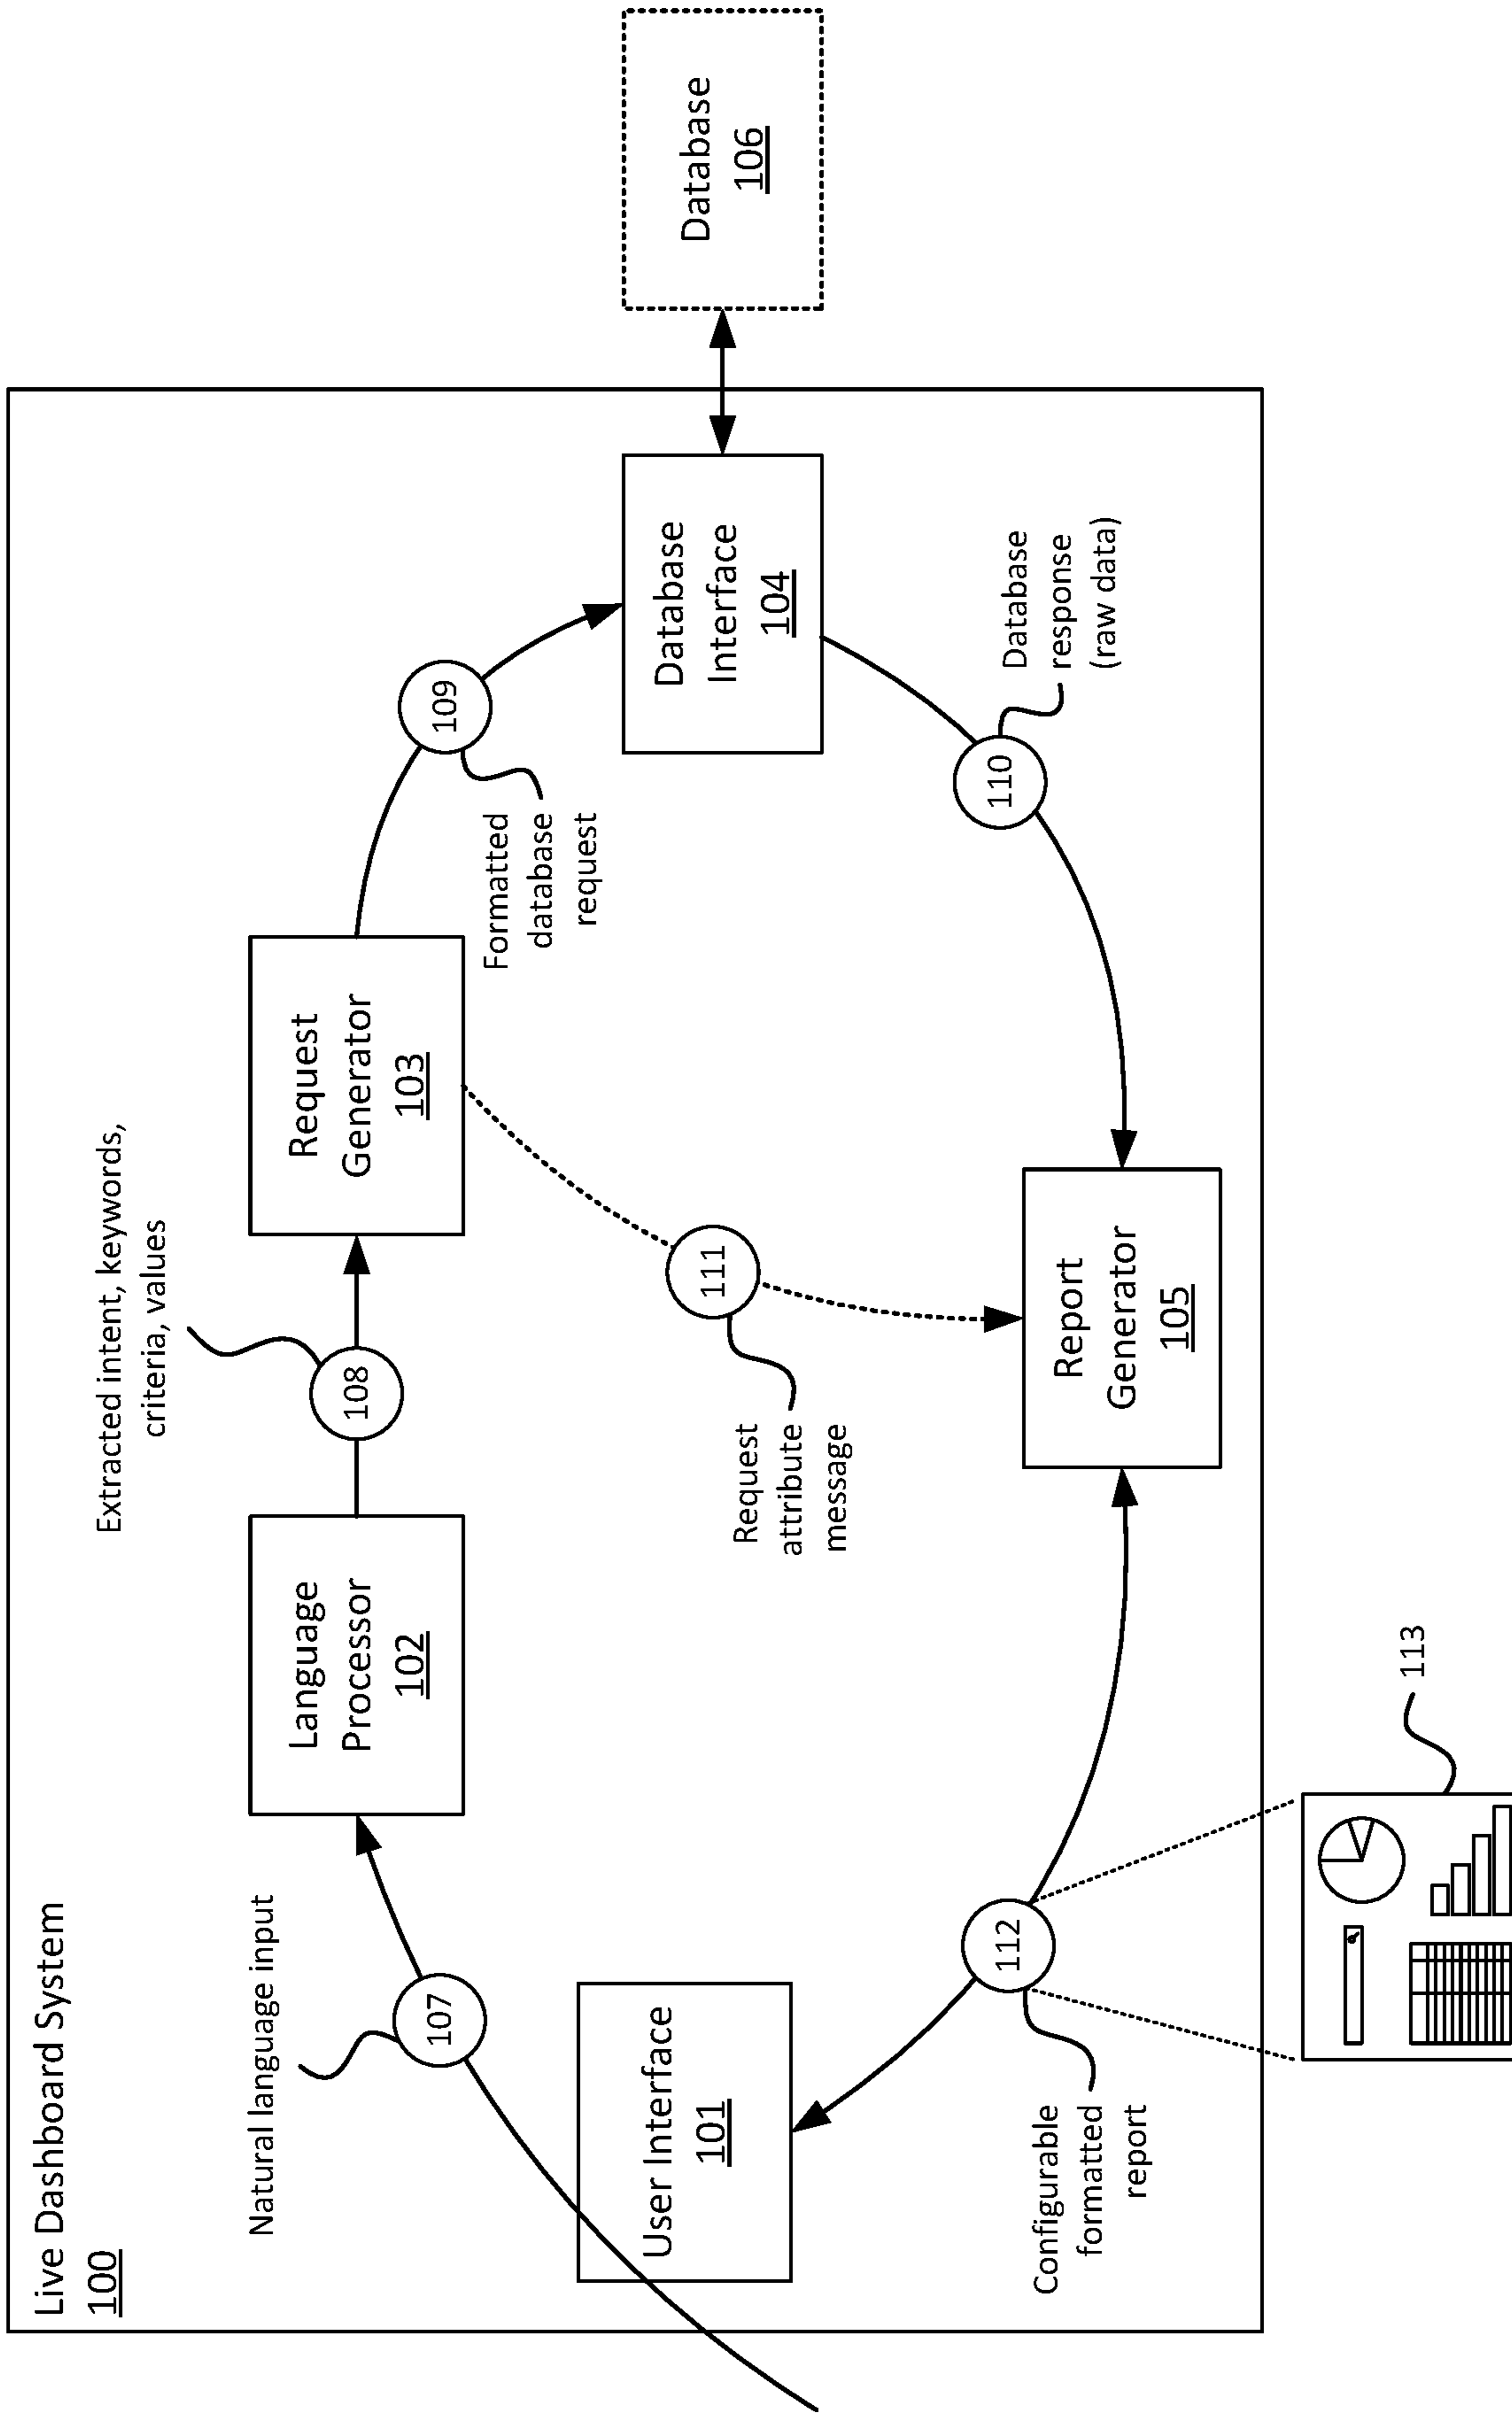 Live Dashboard System
100
Natural language input
107
Language
Processor
102
Extracted intent, keywords,
criteria, values
108
Request
Generator
103
109
Formatted
database
request
User Interface
101
Request
attribute
message
111
Database
Interface
104
Database
106
Configurable
formatted
report
112
Report
Generator
105
110
Database
response
(raw data)
113